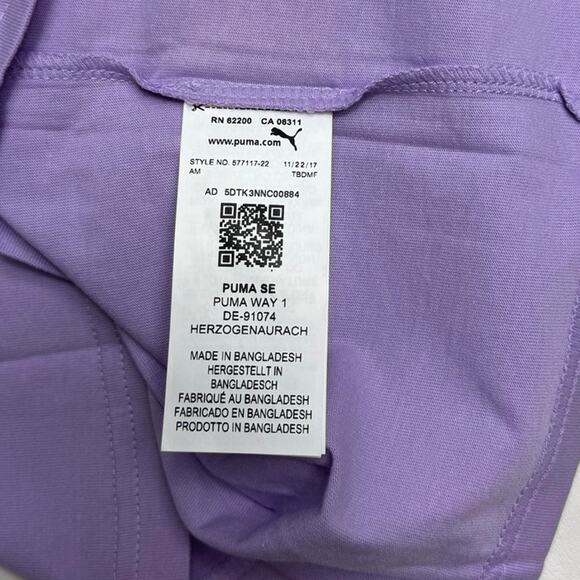 RN 62200 CA 06311
www.puma.com
STYLE NO. 577117-22 11/22/17
AM TBDMF
AD 5DTK3NNC00884
PUMA SE
PUMA WAY 1
DE-91074
HERZOGENAURACH
MADE IN BANGLADESH
HERGESTELLT IN
BANGLADESCH
FABRIQUÉ AU BANGLADESH
FABRICADO EN BANGLADESH
PRODOTTO IN BANGLADESH